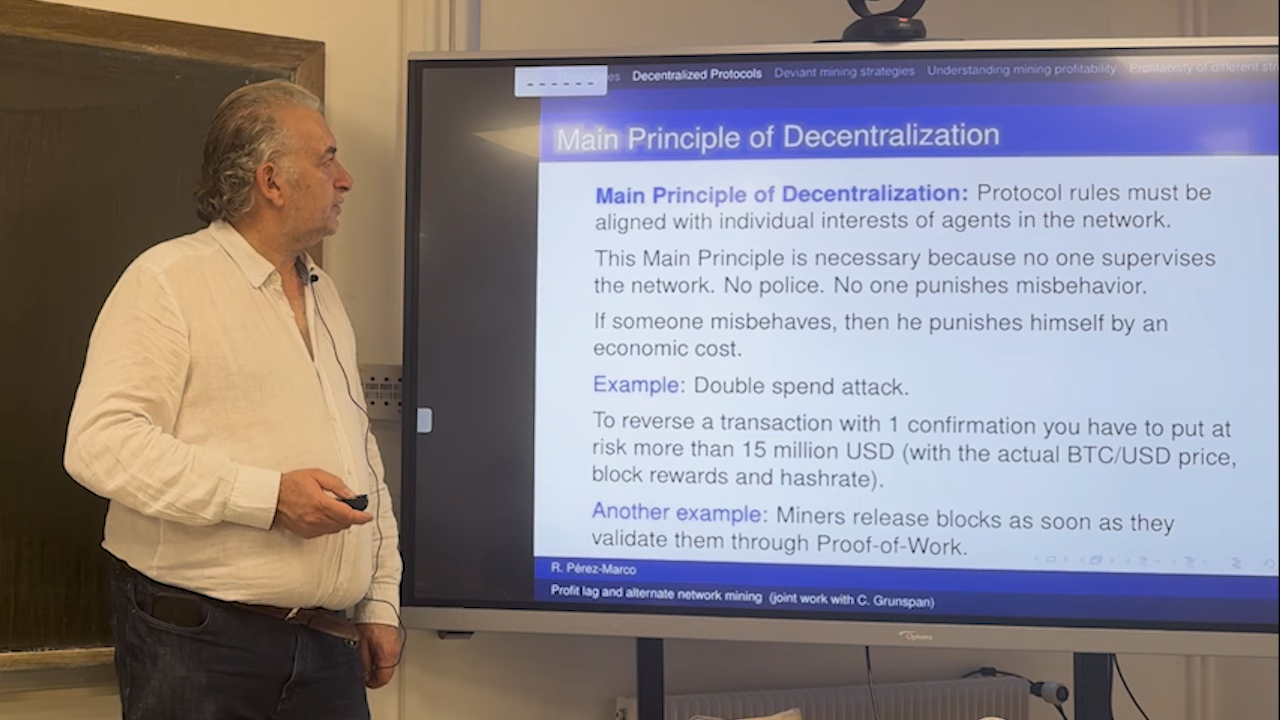 es Decentralized Protocols Deviant mining strategies Understanding mining profitability Profitability of different str
Main Principle of Decentralization
Main Principle of Decentralization: Protocol rules must be
aligned with individual interests of agents in the network.
This Main Principle is necessary because no one supervises
the network. No police. No one punishes misbehavior.
If someone misbehaves, then he punishes himself by an
economic cost.
Example: Double spend attack.
To reverse a transaction with 1 confirmation you have to put at
risk more than 15 million USD (with the actual BTC/USD price,
block rewards and hashrate).
Another example: Miners release blocks as soon as they
validate them through Proof-of-Work.
R. Pérez-Marco
Profit lag and alternate network mining (joint work with C. Grunspan)
Optoma